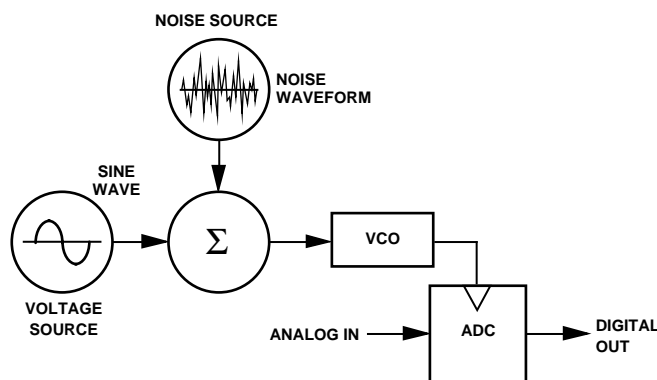 NOISE SOURCE
NOISE
WAVEFORM
SINE
WAVE
Σ
VCO
VOLTAGE
SOURCE
ANALOG IN
ADC
DIGITAL
OUT